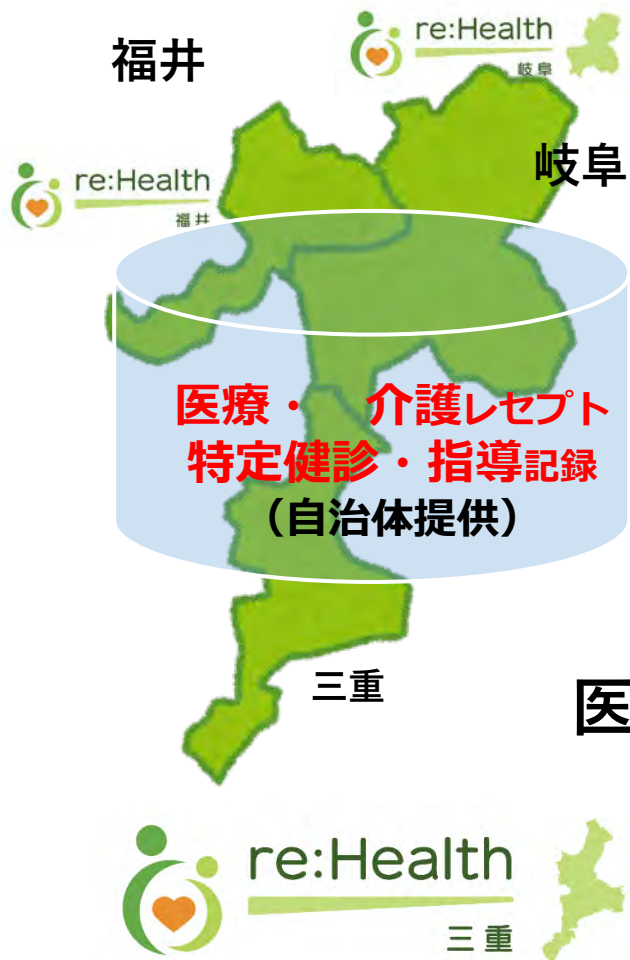 福井
re:Health
岐阜
岐阜
re:Health
福井
医療・ 介護レセプト
特定健診・指導記録
（自治体提供）
三重
医
re:Health
三重